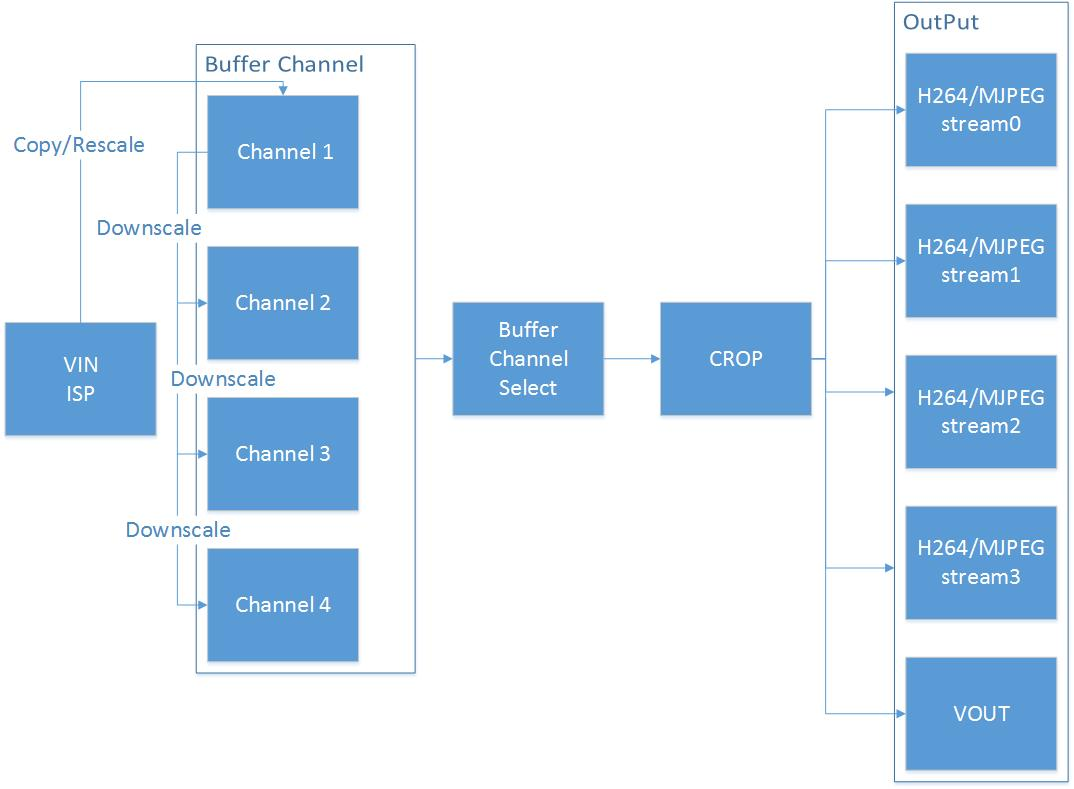 OutPut
Buffer Channel
H264/MJPEG
stream0
Copy/Rescale
Channel 1
Downscale
H264/MJPEG
stream1
Channel 2
Buffer
Channel
Select
CROP
VIN
ISP
Downscale
H264/MJPEG
stream2
Channel 3
Downscale
H264/MJPEG
stream3
Channel 4
VOUT